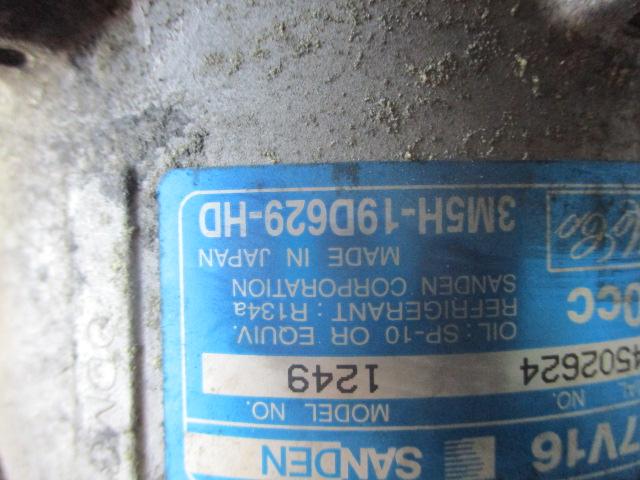 7V16 SANDEN
MODEL NO.
4502624 1249
OIL : SP-10 OR EQUIV.
REFRIGERANT : R134a
SANDEN CORPORATION
MADE IN JAPAN
3M5H-19D629-HD